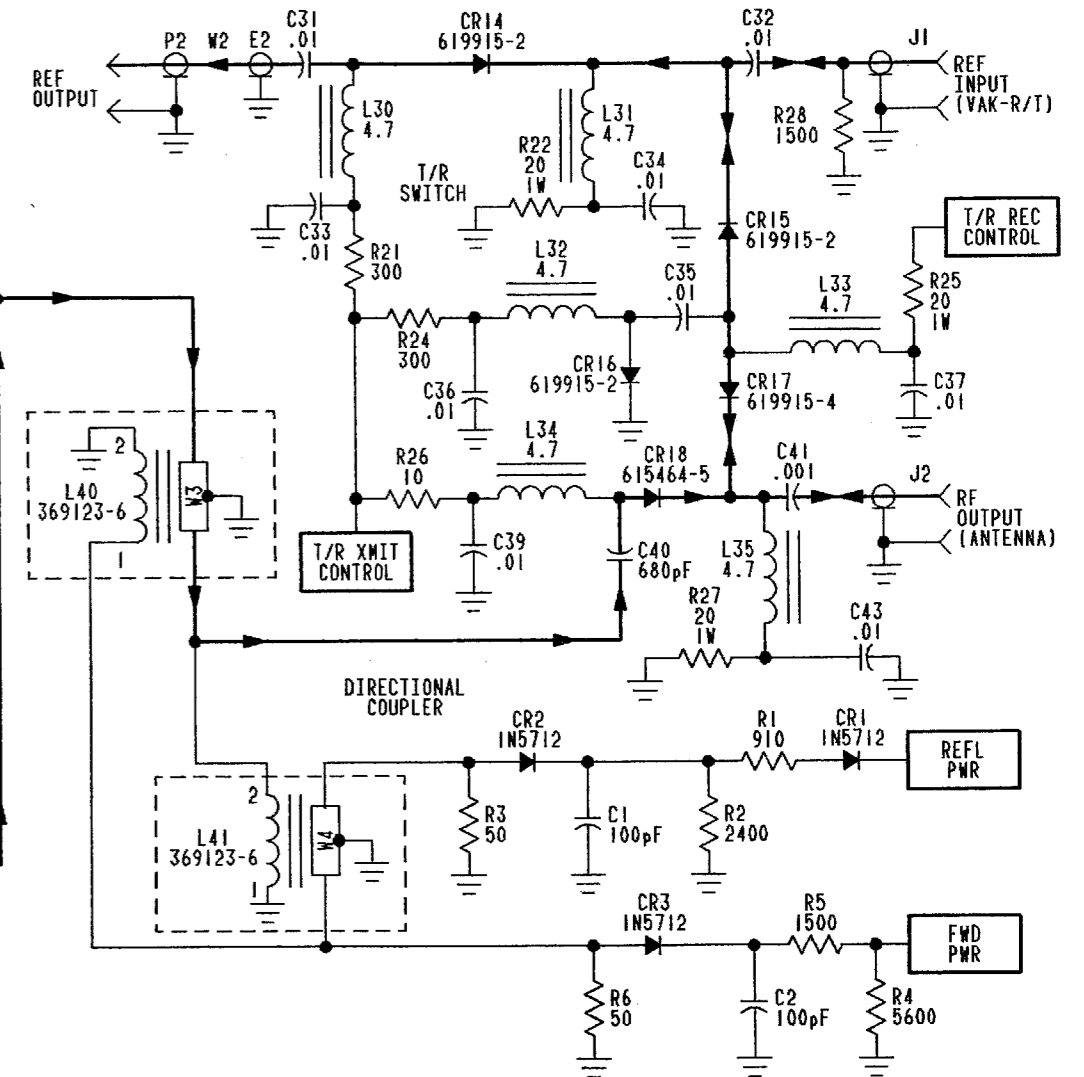 P2
W2
E2
C31
.01
CR14
619915-2
C32
.01
J1
REF
OUTPUT
REF
INPUT
(VAK-R/T)
L30
4.7
L31
4.7
R28
1500
T/R
SWITCH
R22
20
1W
C34
.01
C33
.01
R21
300
CR15
619915-2
T/R REC
CONTROL
L32
4.7
C35
.01
L33
4.7
R25
20
1W
R24
300
C36
.01
CR16
619915-2
CR17
619915-4
C37
.01
2
L40
369123-6
W3
1
R26
10
L34
4.7
CR18
615464-5
C41
.001
J2
RF
OUTPUT
(ANTENNA)
T/R XMIT
CONTROL
C39
.01
C40
680pF
L35
4.7
R27
20
1W
C43
.01
DIRECTIONAL
COUPLER
CR2
1N5712
R1
910
CR1
1N5712
REFL
PWR
2
L41
369123-6
W4
1
R3
50
C1
100pF
R2
2400
CR3
1N5712
R5
1500
FWD
PWR
R6
50
C2
100pF
R4
5600